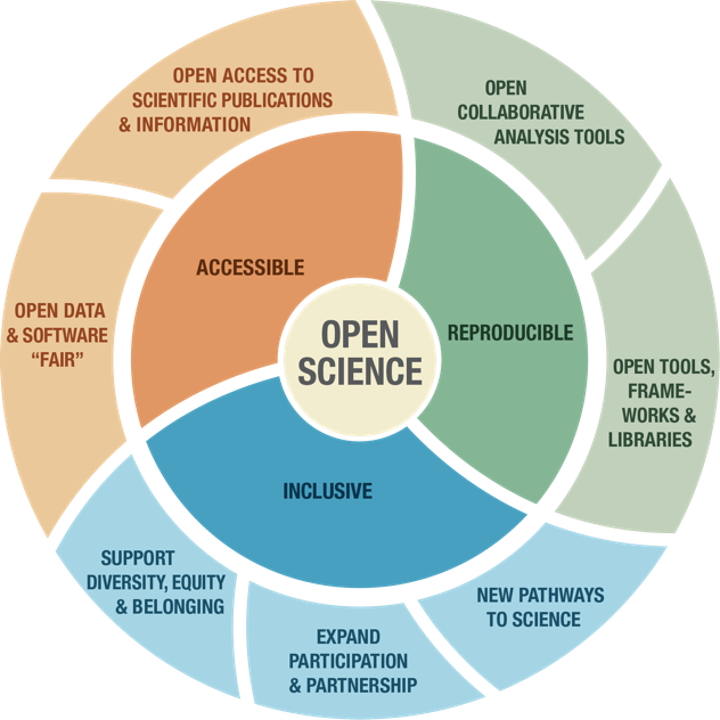 OPEN ACCESS TO
SCIENTIFIC PUBLICATIONS
& INFORMATION
OPEN
COLLABORATIVE
ANALYSIS TOOLS
ACCESSIBLE
REPRODUCIBLE
OPEN
SCIENCE
OPEN DATA
& SOFTWARE
“FAIR”
OPEN TOOLS,
FRAME-
WORKS &
LIBRARIES
INCLUSIVE
SUPPORT
DIVERSITY, EQUITY
& BELONGING
EXPAND
PARTICIPATION
& PARTNERSHIP
NEW PATHWAYS
TO SCIENCE